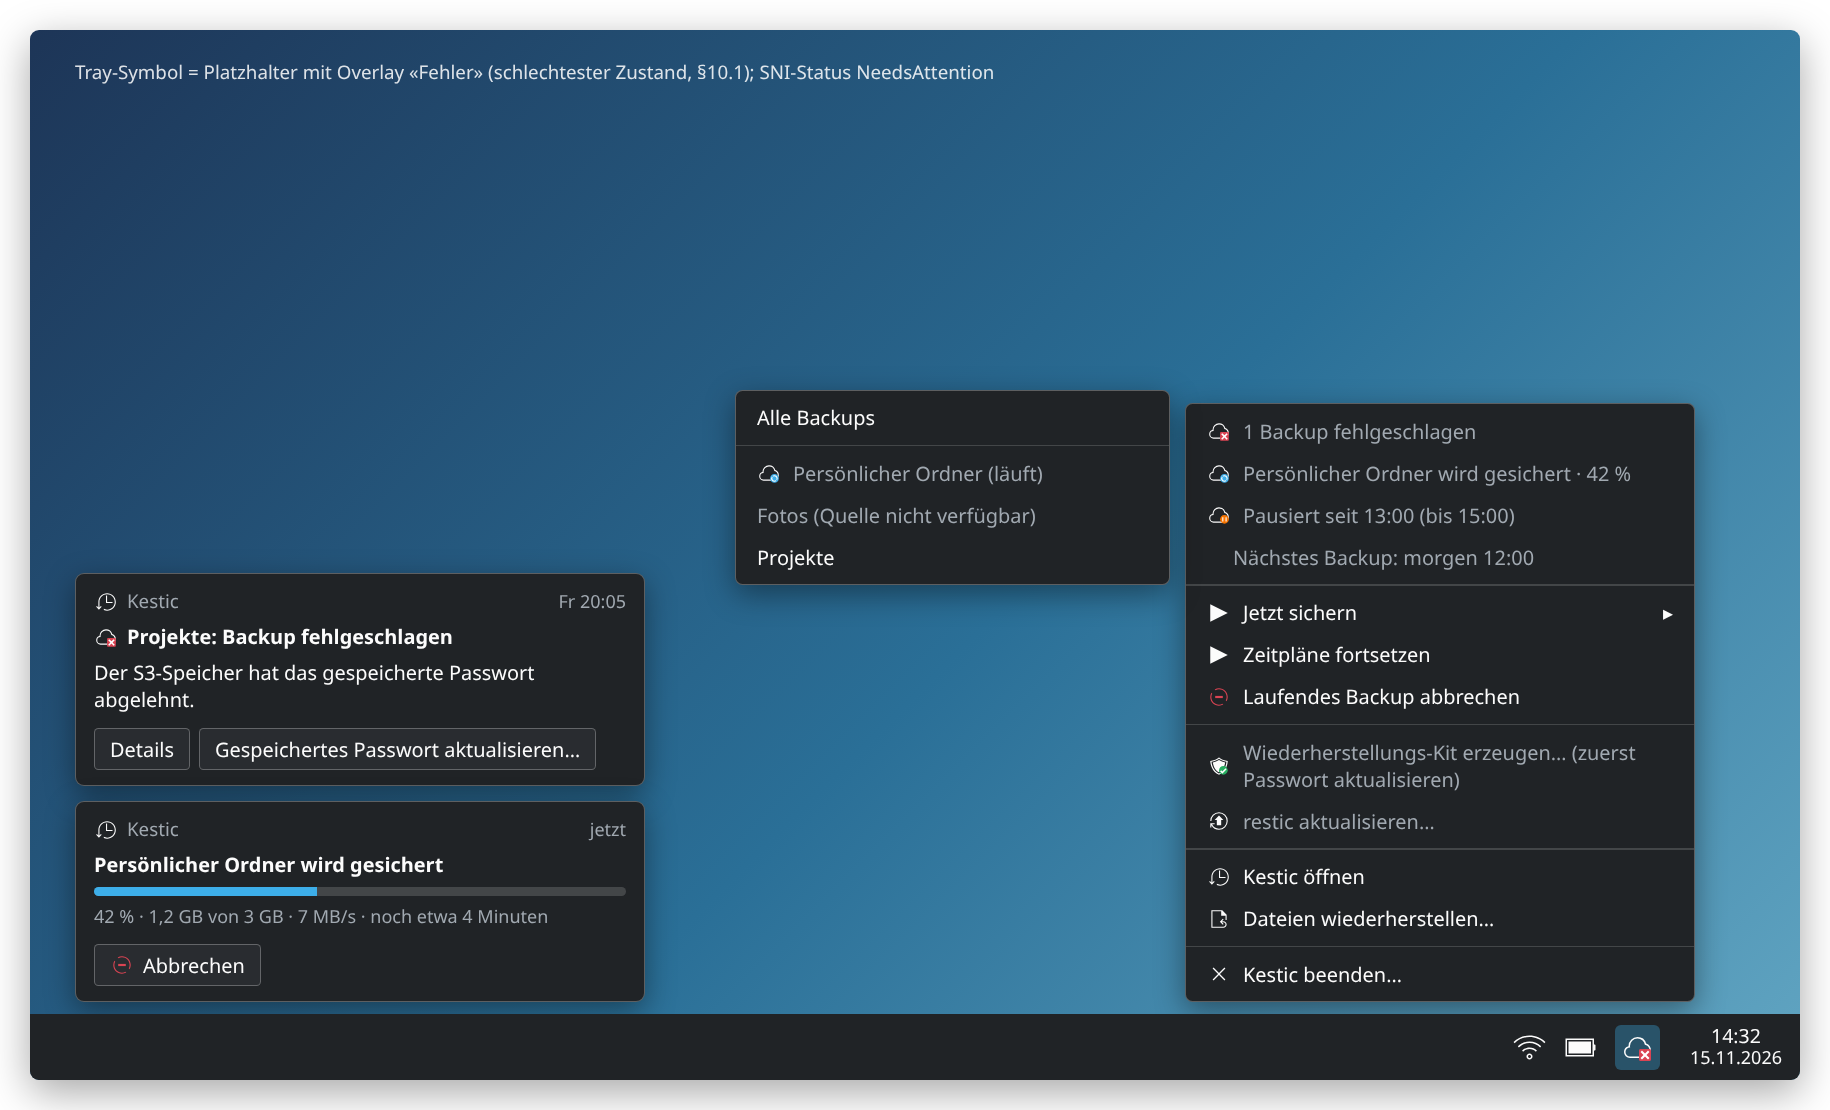 Tray-Symbol = Platzhalter mit Overlay «Fehler» (schlechtester Zustand, §10.1); SNI-Status NeedsAttention
Alle Backups
Persönlicher Ordner (läuft)
Fotos (Quelle nicht verfügbar)
Projekte
1 Backup fehlgeschlagen
Persönlicher Ordner wird gesichert · 42 %
Pausiert seit 13:00 (bis 15:00)
Nächstes Backup: morgen 12:00
Jetzt sichern
Zeitpläne fortsetzen
Laufendes Backup abbrechen
Wiederherstellungs-Kit erzeugen… (zuerst
Passwort aktualisieren)
restic aktualisieren…
Kestic öffnen
Dateien wiederherstellen…
Kestic beenden…
Kestic Fr 20:05
Projekte: Backup fehlgeschlagen
Der S3-Speicher hat das gespeicherte Passwort
abgelehnt.
Details Gespeichertes Passwort aktualisieren…
Kestic jetzt
Persönlicher Ordner wird gesichert
42 % · 1,2 GB von 3 GB · 7 MB/s · noch etwa 4 Minuten
Abbrechen
14:32
15.11.2026